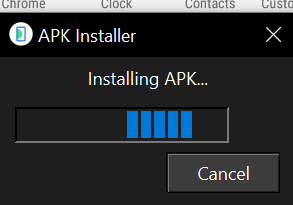 Chrome Clock Contacts
APK Installer
Installing APK...
Cancel